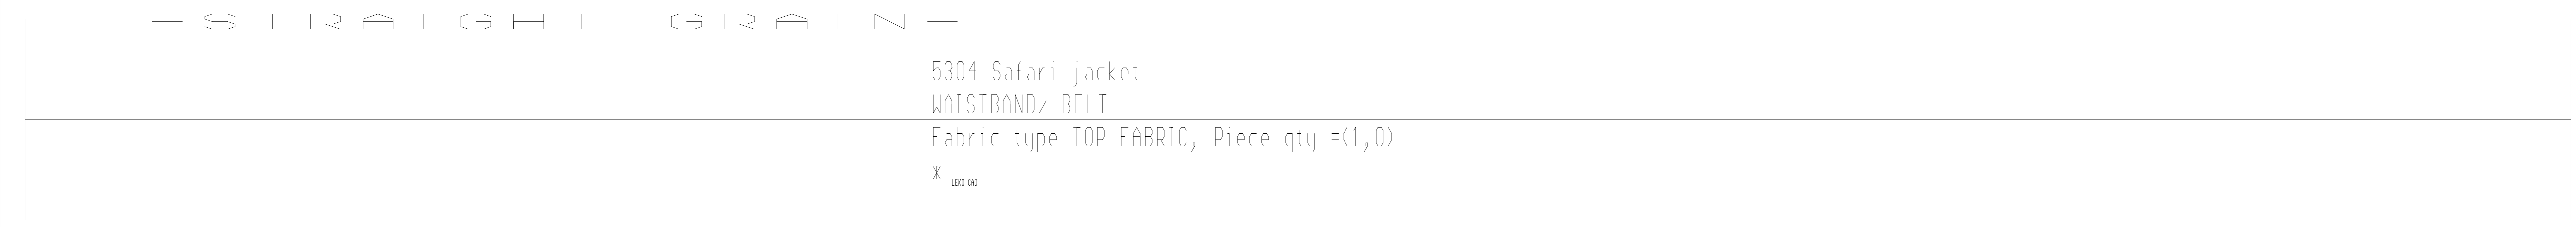 - STRAIGHT GRAIN -
5304 Safari jacket
WAISTBAND/ BELT
Fabric type TOP_FABRIC, Piece qty =(1,0)
* LEKO CAD